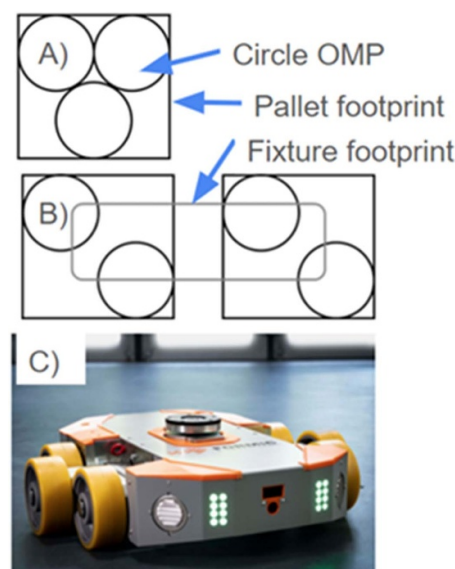 A)
Circle OMP
Pallet footprint
Fixture footprint
B)
C)